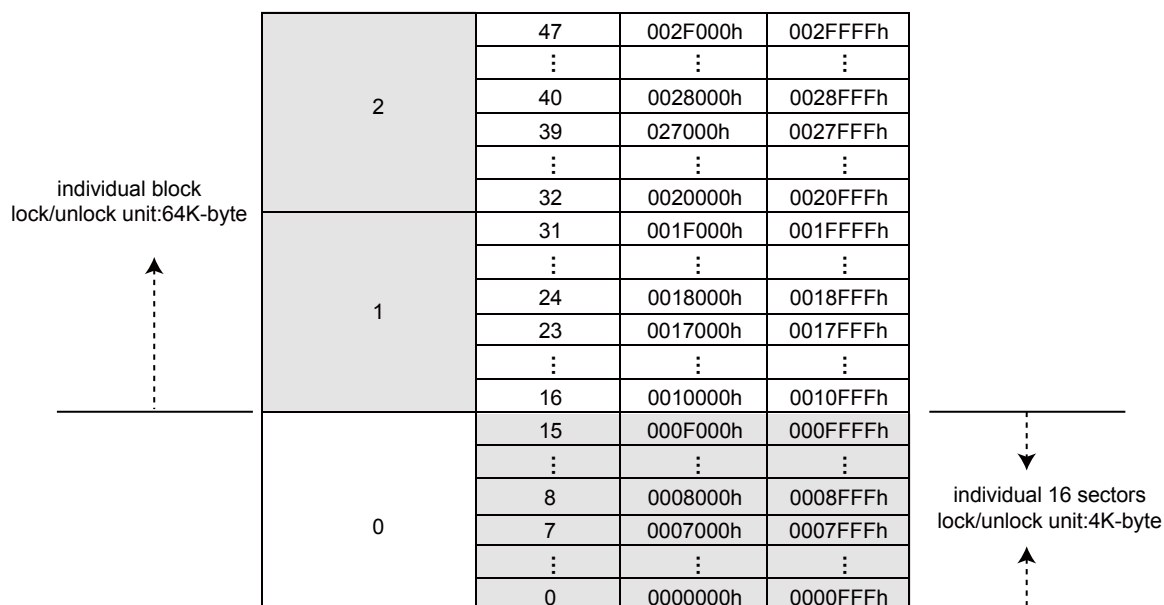 47 002F000h 002FFFFh
⋮ ⋮ ⋮
2 40 0028000h 0028FFFh
39 027000h 0027FFFh
⋮ ⋮ ⋮
individual block
lock/unlock unit:64K-byte
32 0020000h 0020FFFh
31 001F000h 001FFFFh
⋮ ⋮ ⋮
1 24 0018000h 0018FFFh
23 0017000h 0017FFFh
⋮ ⋮ ⋮
16 0010000h 0010FFFh
15 000F000h 000FFFFh
⋮ ⋮ ⋮
8 0008000h 0008FFFh
individual 16 sectors
lock/unlock unit:4K-byte
0 7 0007000h 0007FFFh
⋮ ⋮ ⋮
0 0000000h 0000FFFh